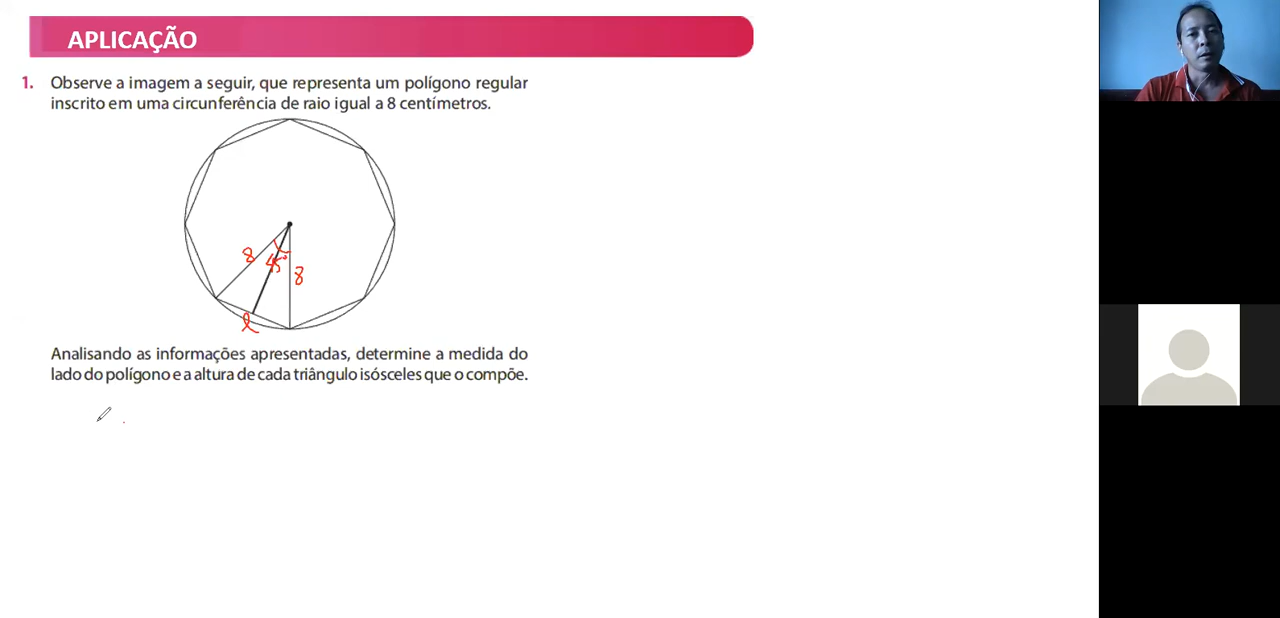 APLICAÇÃO
1. Observe a imagem a seguir, que representa um polígono regular
inscrito em uma circunferência de raio igual a 8 centímetros.
8
45°
8
l
Analisando as informações apresentadas, determine a medida do
lado do polígono e a altura de cada triângulo isósceles que o compõe.